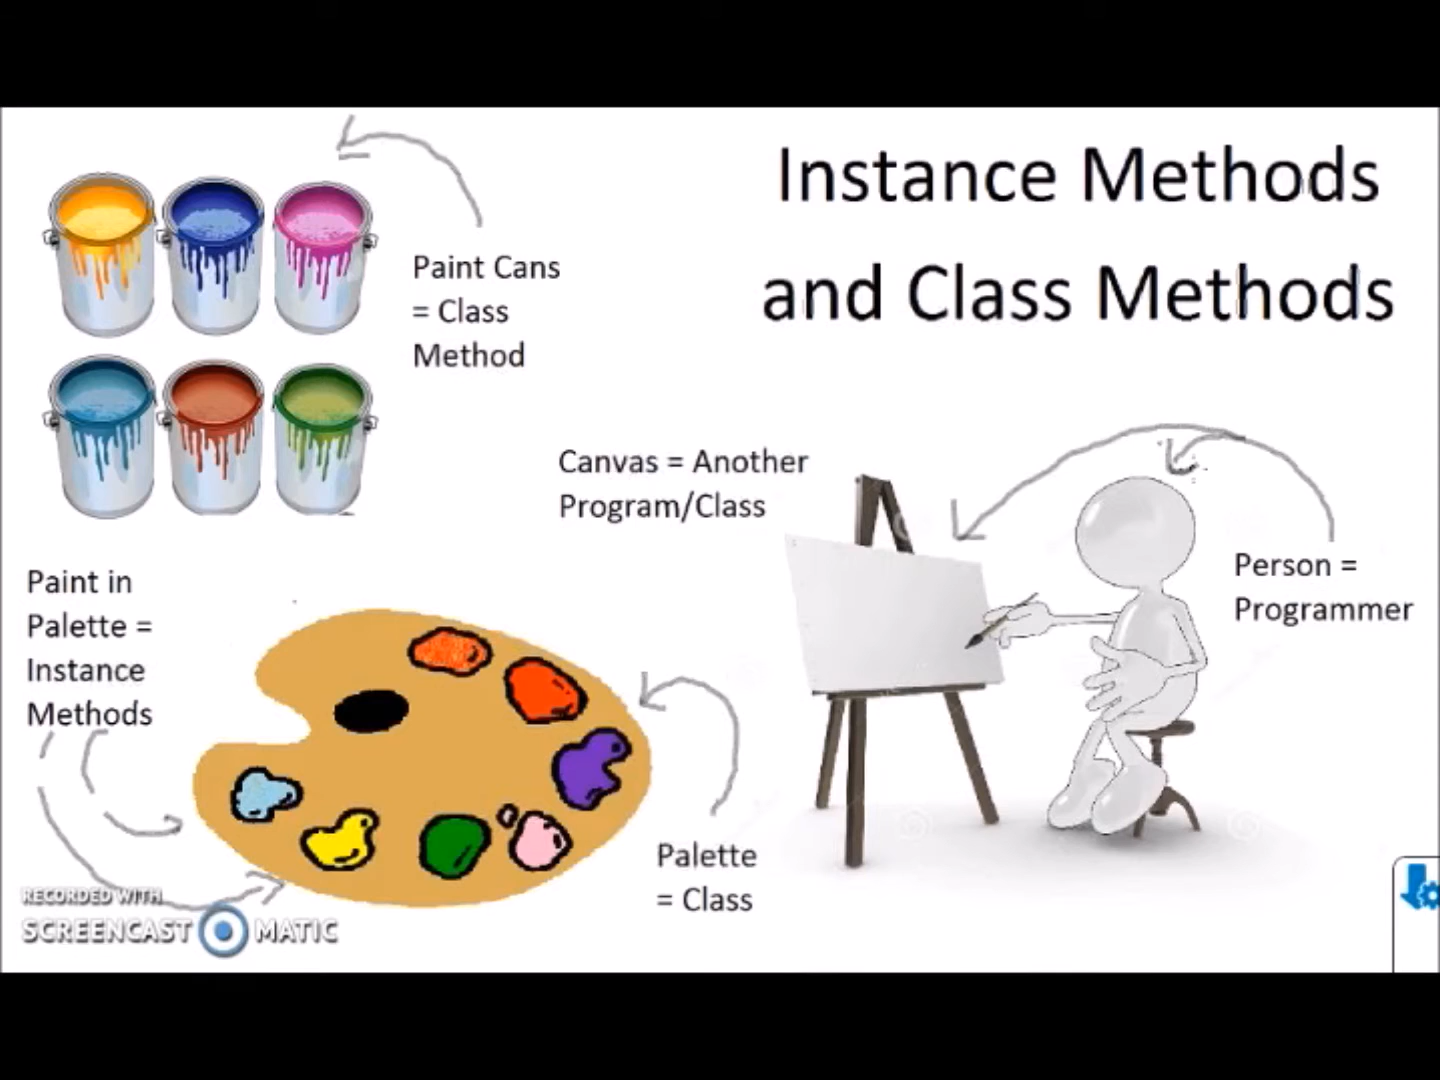 Instance Methods
and Class Methods
Paint Cans
= Class
Method
Canvas = Another
Program/Class
Person =
Programmer
Paint in
Palette =
Instance
Methods
Palette
= Class
RECORDED WITH
SCREENCAST MATIC